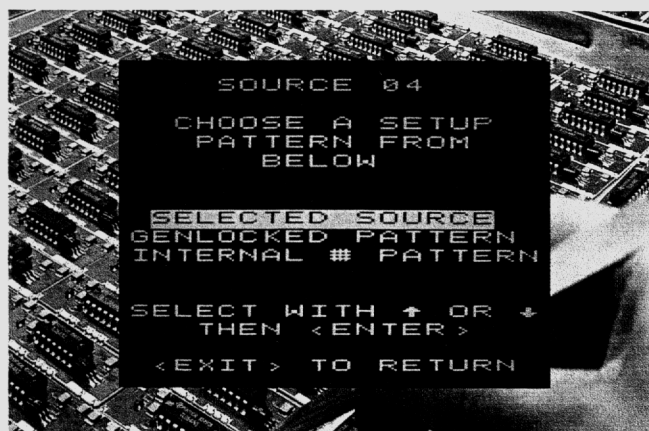 SOURCE 04
CHOOSE A SETUP
PATTERN FROM
BELOW
SELECTED SOURCE
GENLOCKED PATTERN
INTERNAL # PATTERN
SELECT WITH ↑ OR ↓
THEN <ENTER>
<EXIT> TO RETURN